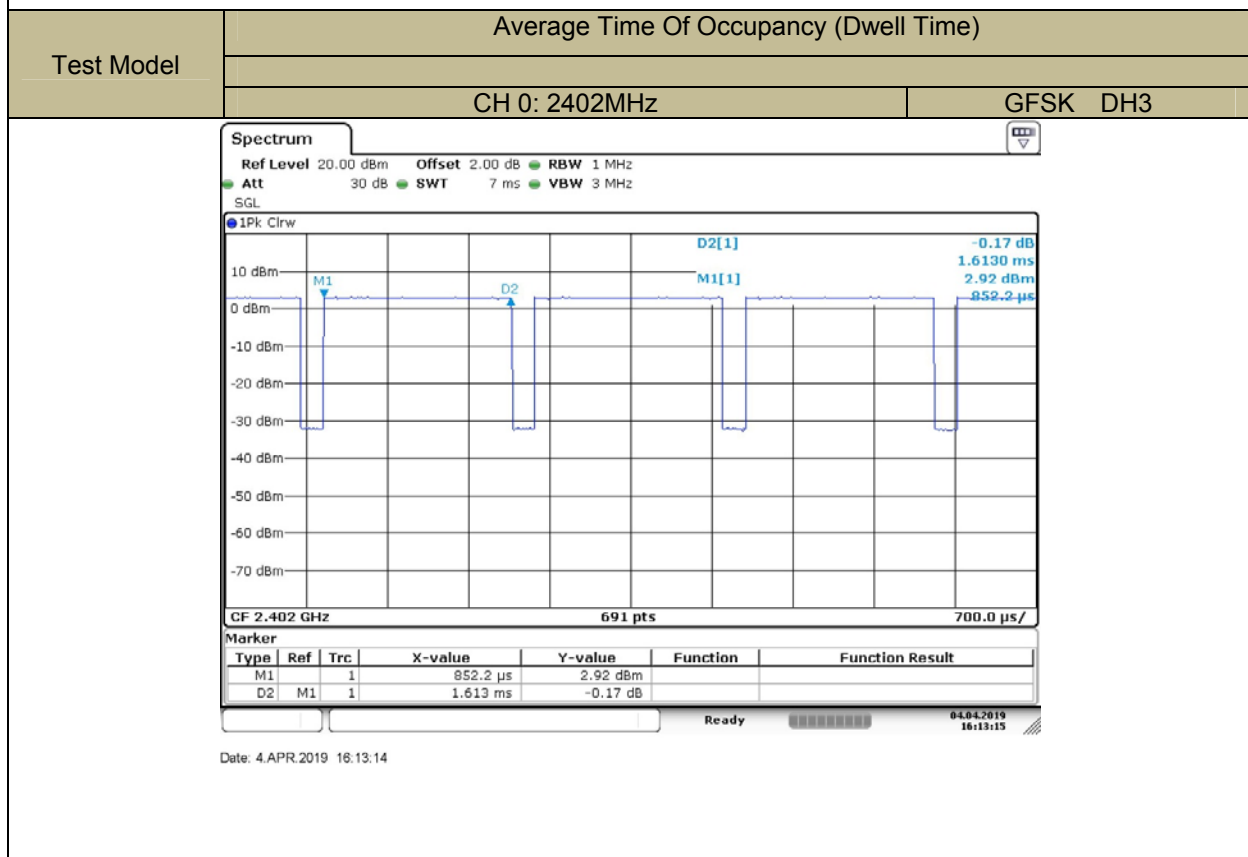 Test Model
Average Time Of Occupancy (Dwell Time)
CH 0: 2402MHz
GFSK DH3
Spectrum
Ref Level 20.00 dBm Offset 2.00 dB RBW 1 MHz
Att 30 dB SWT 7 ms VBW 3 MHz
SGL
1Pk Clrw
D2[1] -0.17 dB
1.6130 ms
M1[1] 2.92 dBm
852.2 µs
M1
D2
10 dBm
0 dBm
-10 dBm
-20 dBm
-30 dBm
-40 dBm
-50 dBm
-60 dBm
-70 dBm
CF 2.402 GHz 691 pts 700.0 µs/
Marker
Type Ref Trc X-value Y-value Function Function Result
M1 1 852.2 µs 2.92 dBm
D2 M1 1 1.613 ms -0.17 dB
Ready 04.04.2019
16:13:15
Date: 4.APR.2019 16:13:14